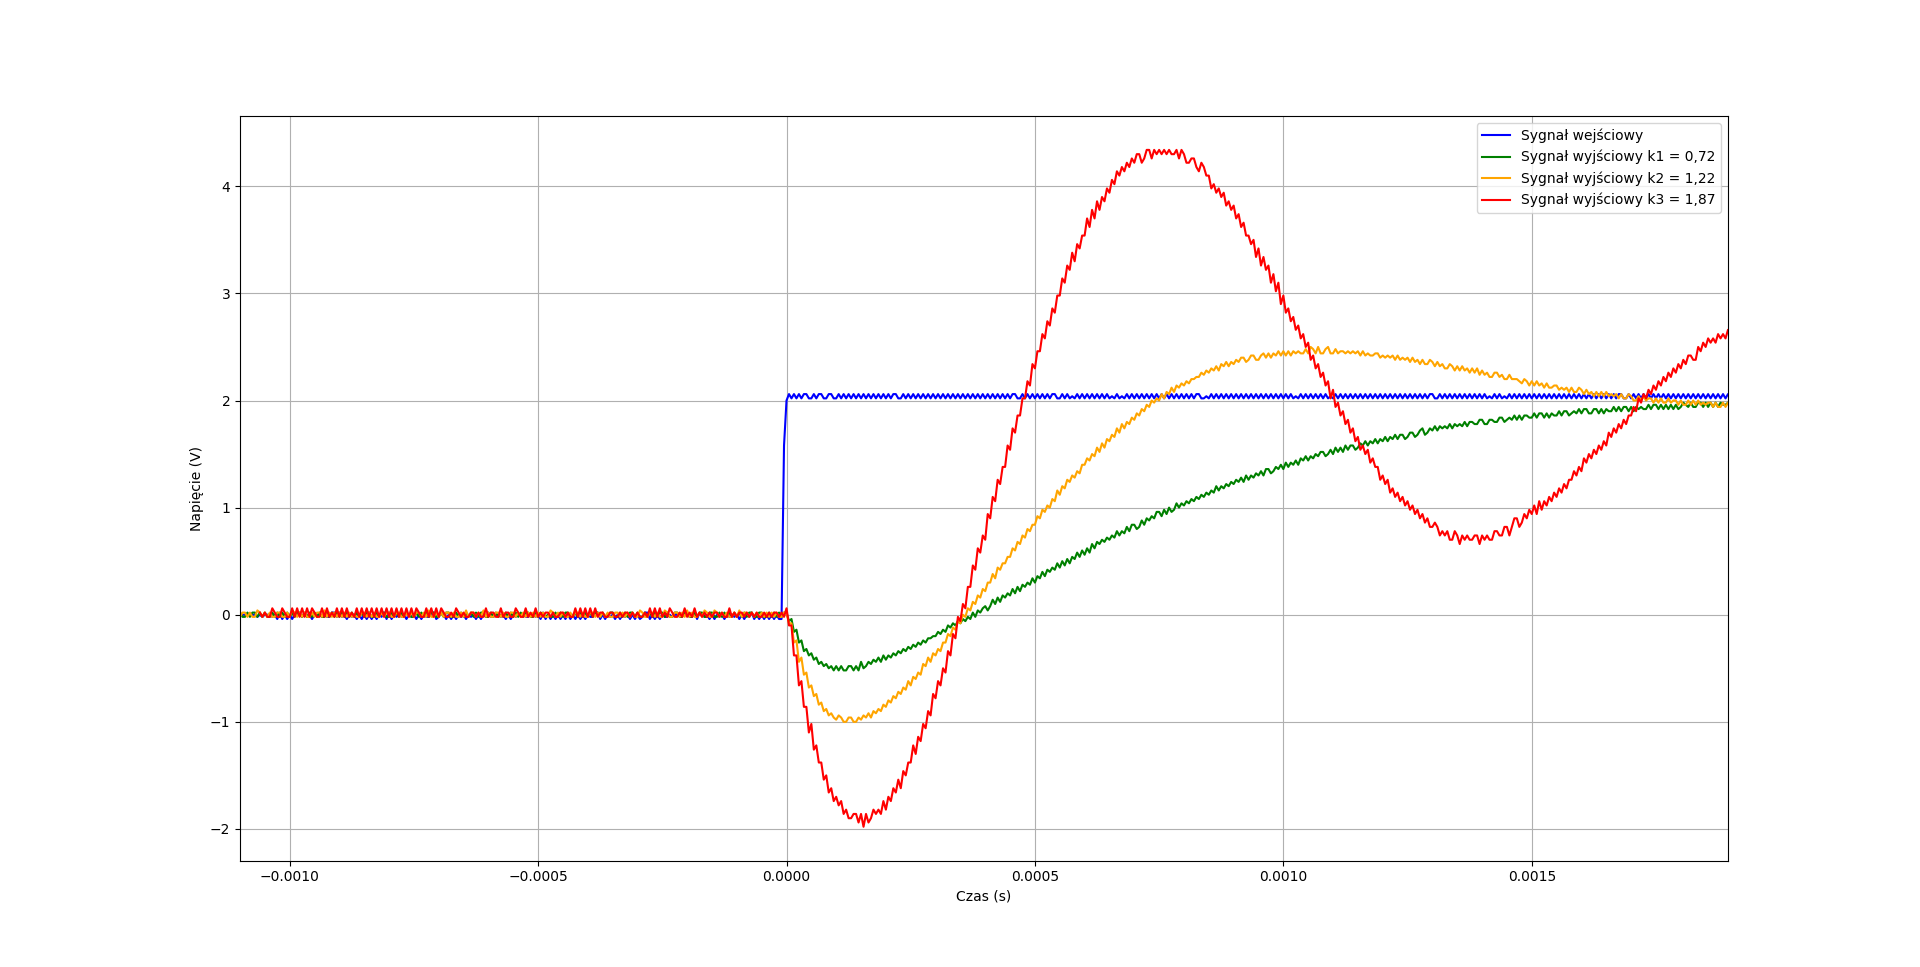 Sygnał wejściowy
Sygnał wyjściowy k1 = 0,72
Sygnał wyjściowy k2 = 1,22
Sygnał wyjściowy k3 = 1,87
4
3
2
1
0
−1
−2
Napięcie (V)
−0.0010 −0.0005 0.0000 0.0005 0.0010 0.0015
Czas (s)